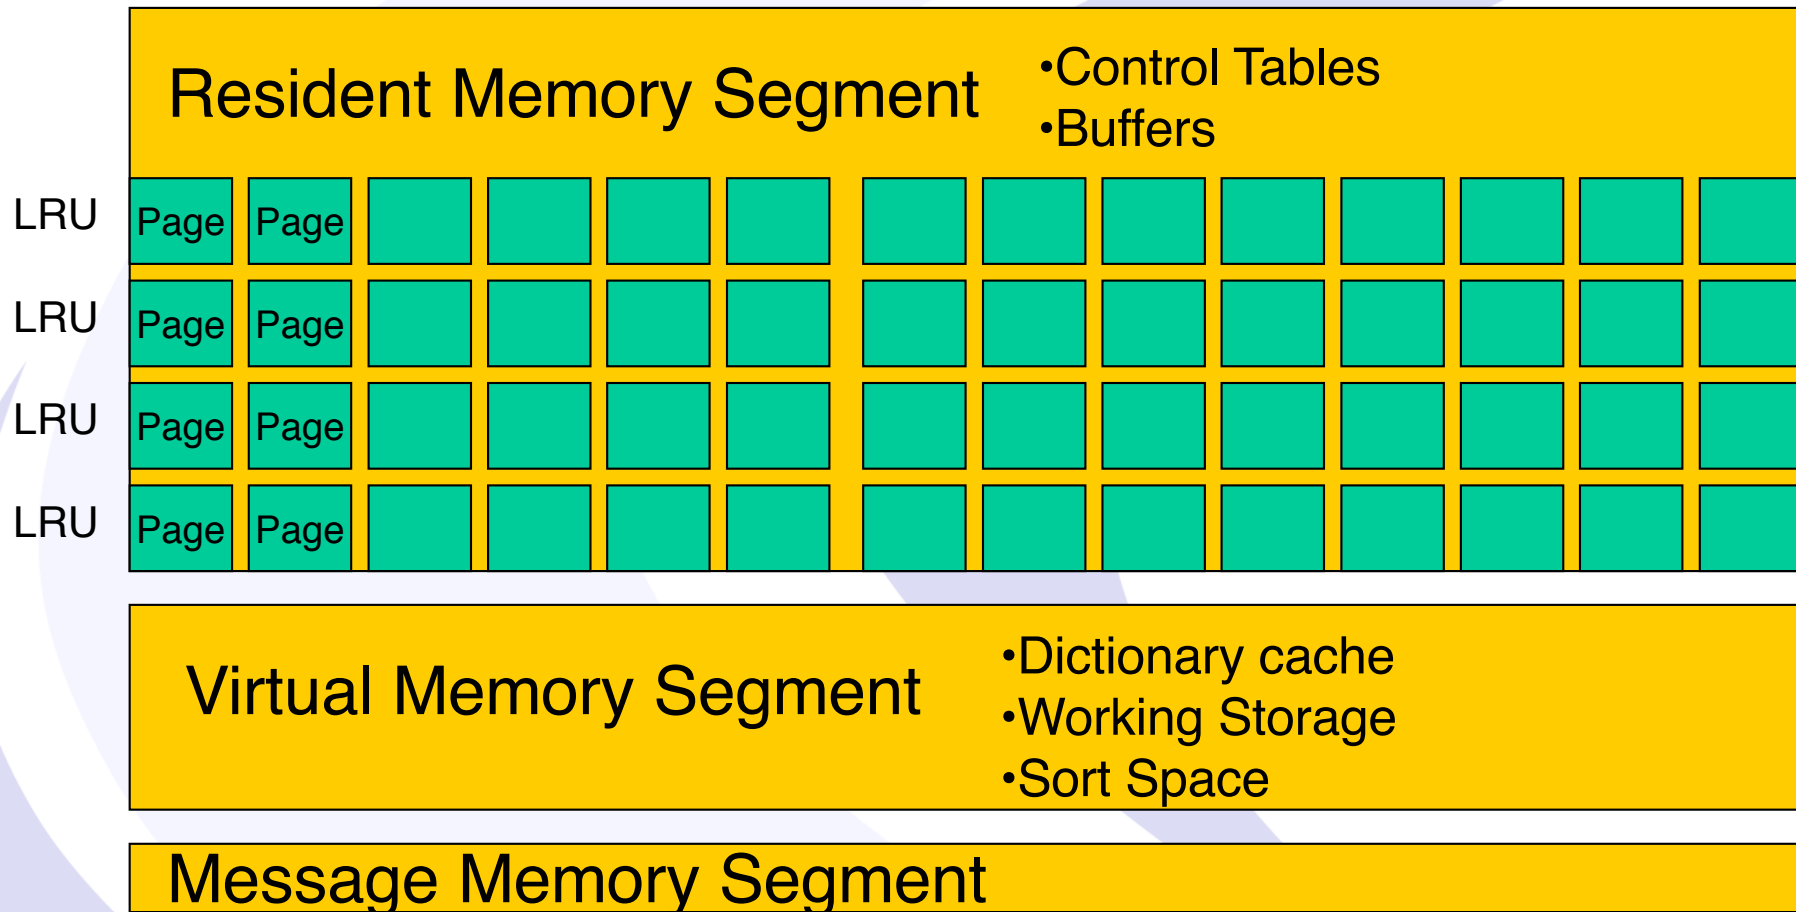 Resident Memory Segment
•Control Tables
•Buffers
LRU Page Page
LRU Page Page
LRU Page Page
LRU Page Page
Virtual Memory Segment
•Dictionary cache
•Working Storage
•Sort Space
Message Memory Segment